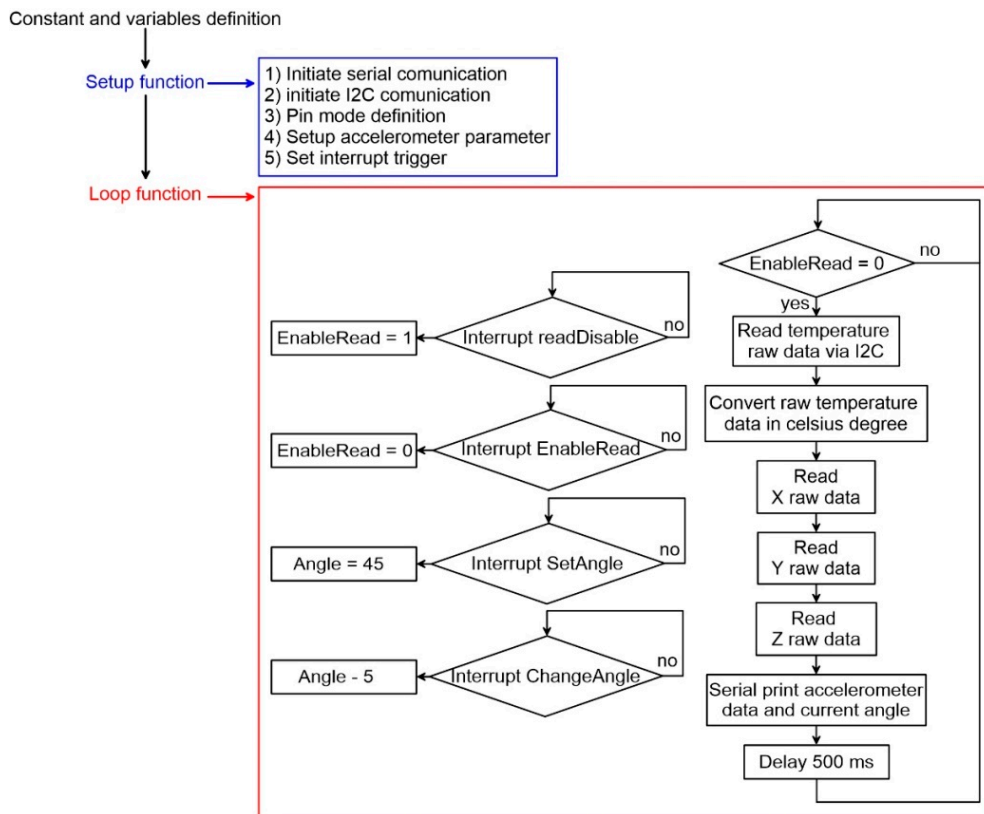 Constant and variables definition
Setup function
1) Initiate serial comunication
2) initiate I2C comunication
3) Pin mode definition
4) Setup accelerometer parameter
5) Set interrupt trigger
Loop function
EnableRead = 0
no
yes
Read temperature
raw data via I2C
Convert raw temperature
data in celsius degree
Read
X raw data
Read
Y raw data
Read
Z raw data
Serial print accelerometer
data and current angle
Delay 500 ms
EnableRead = 1
Interrupt readDisable
no
EnableRead = 0
Interrupt EnableRead
no
Angle = 45
Interrupt SetAngle
no
Angle - 5
Interrupt ChangeAngle
no